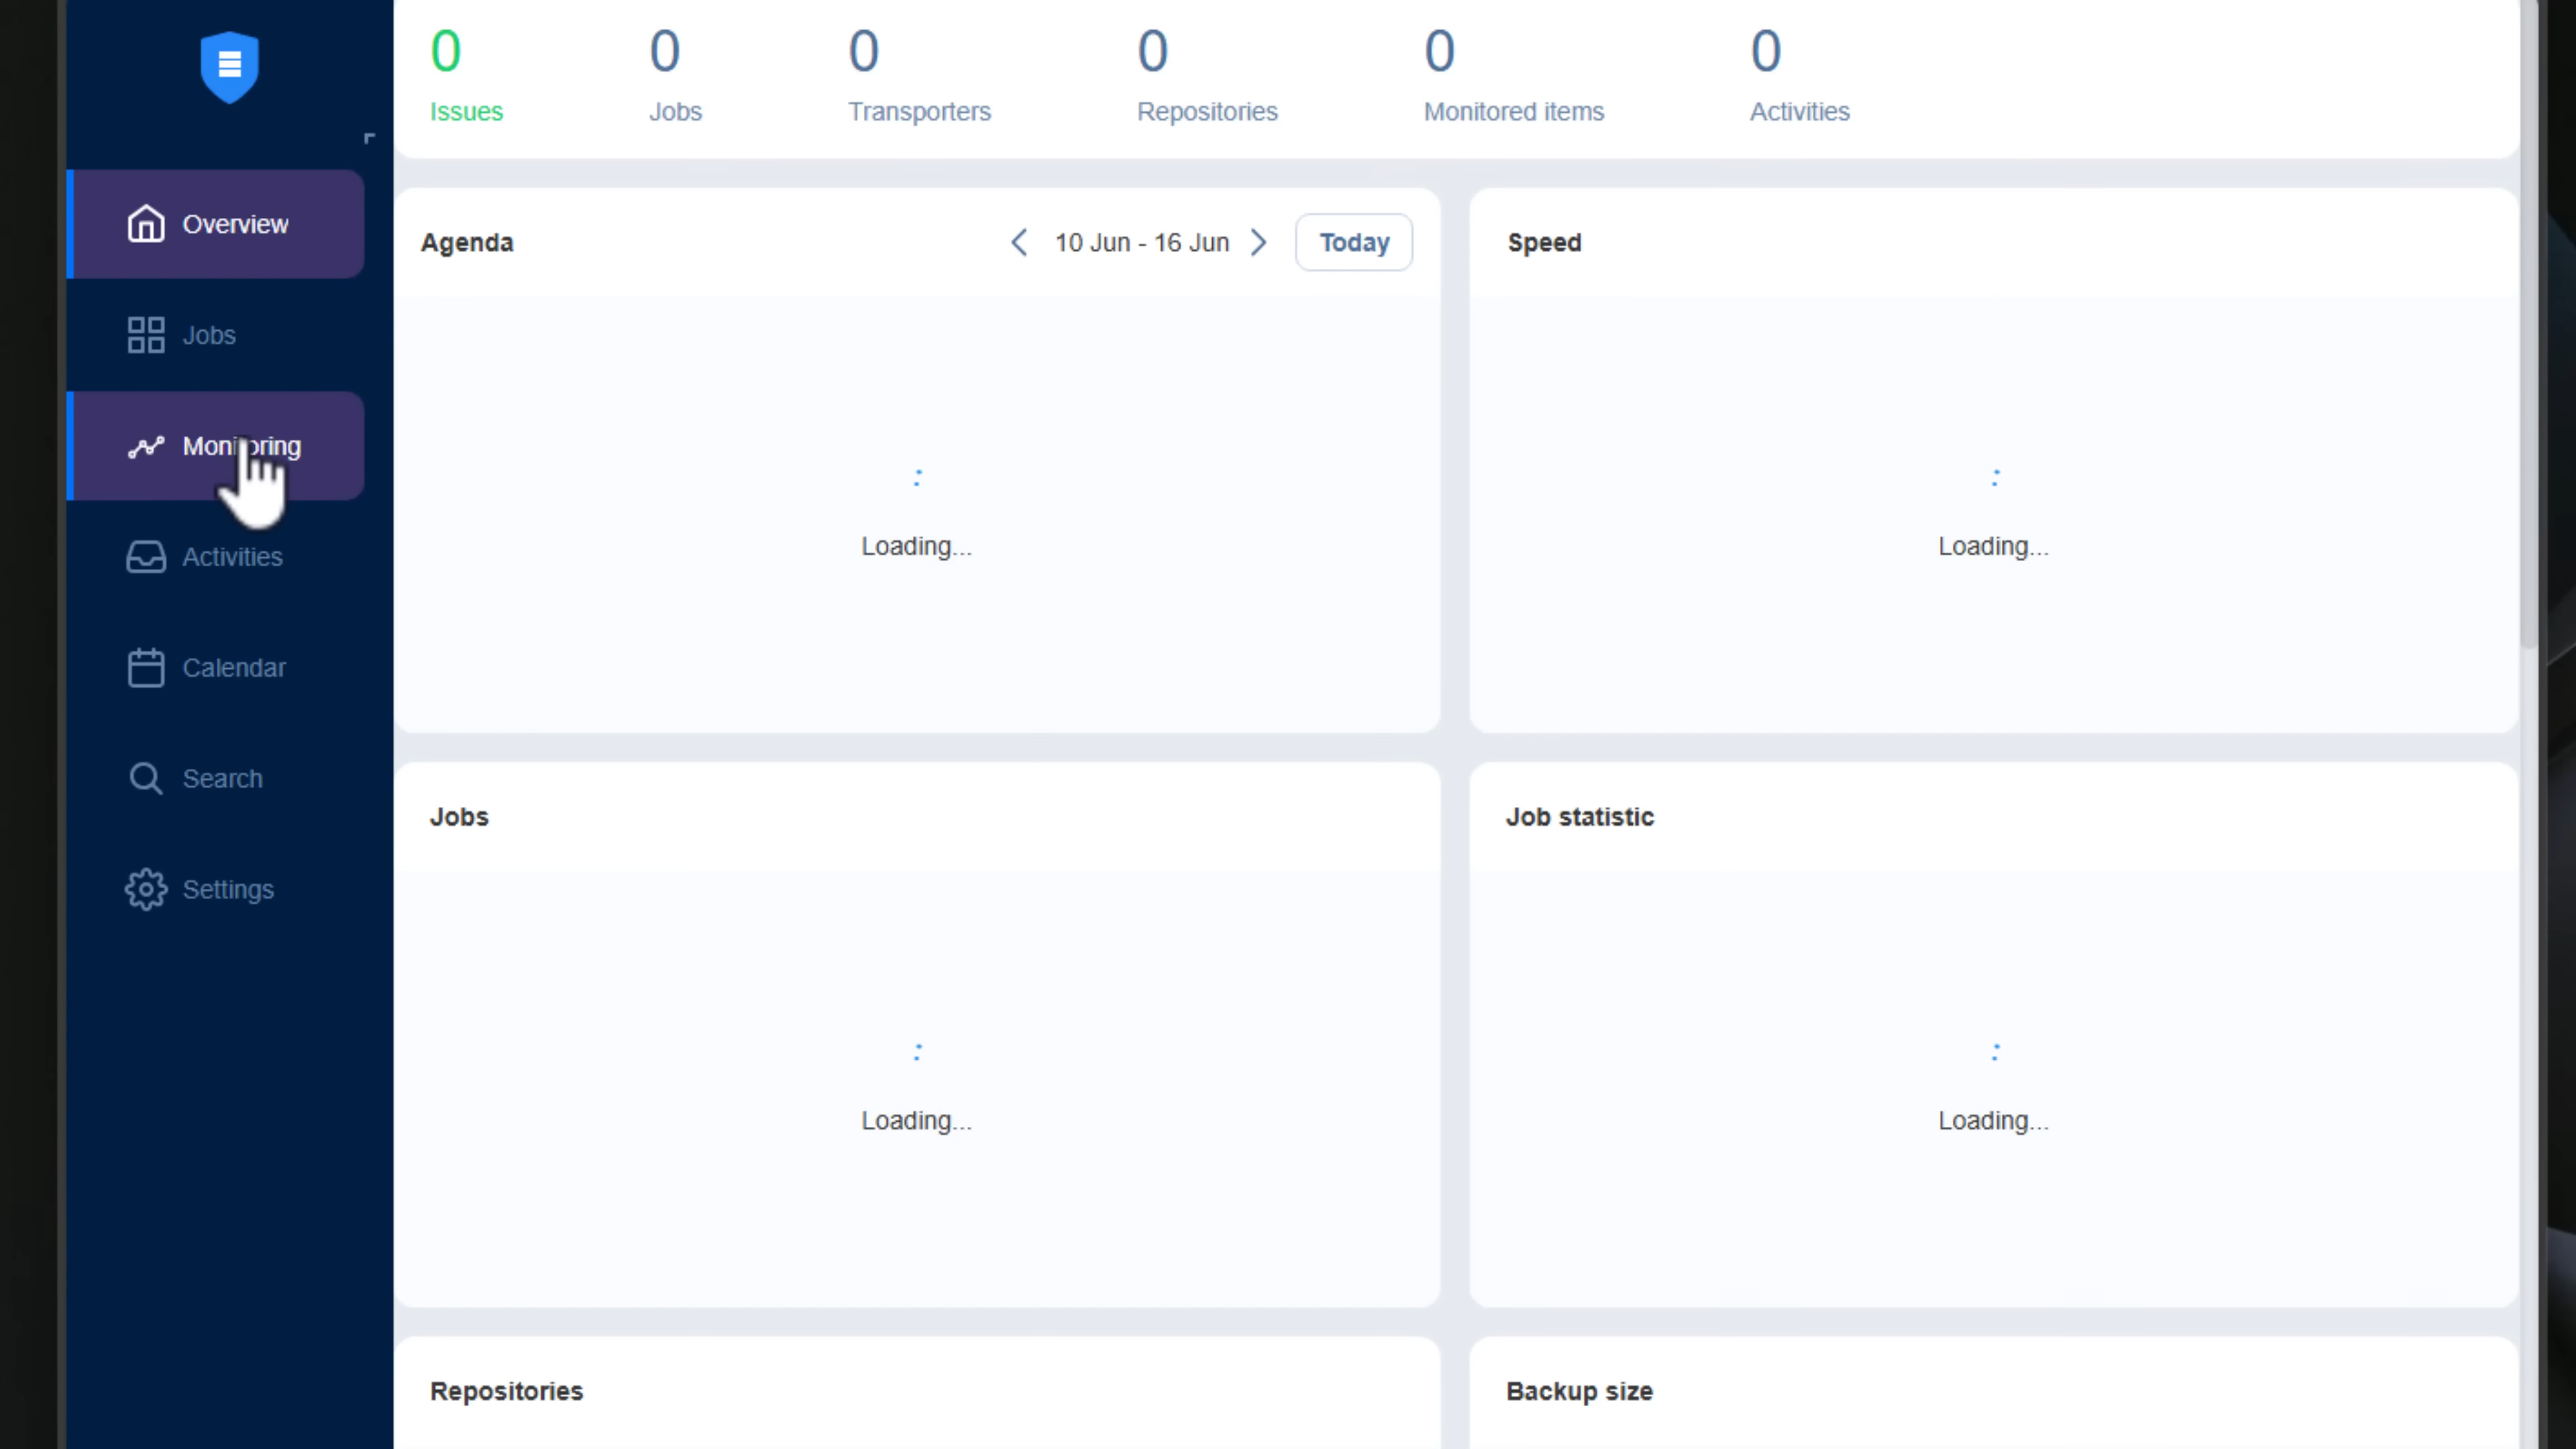 0 0 0 0 0 0
Issues Jobs Transporters Repositories Monitored items Activities
Overview
Jobs
Monitoring
Activities
Calendar
Search
Settings
Agenda 10 Jun - 16 Jun Today
Loading...
Speed
Loading...
Jobs
Loading...
Job statistic
Loading...
Repositories
Backup size